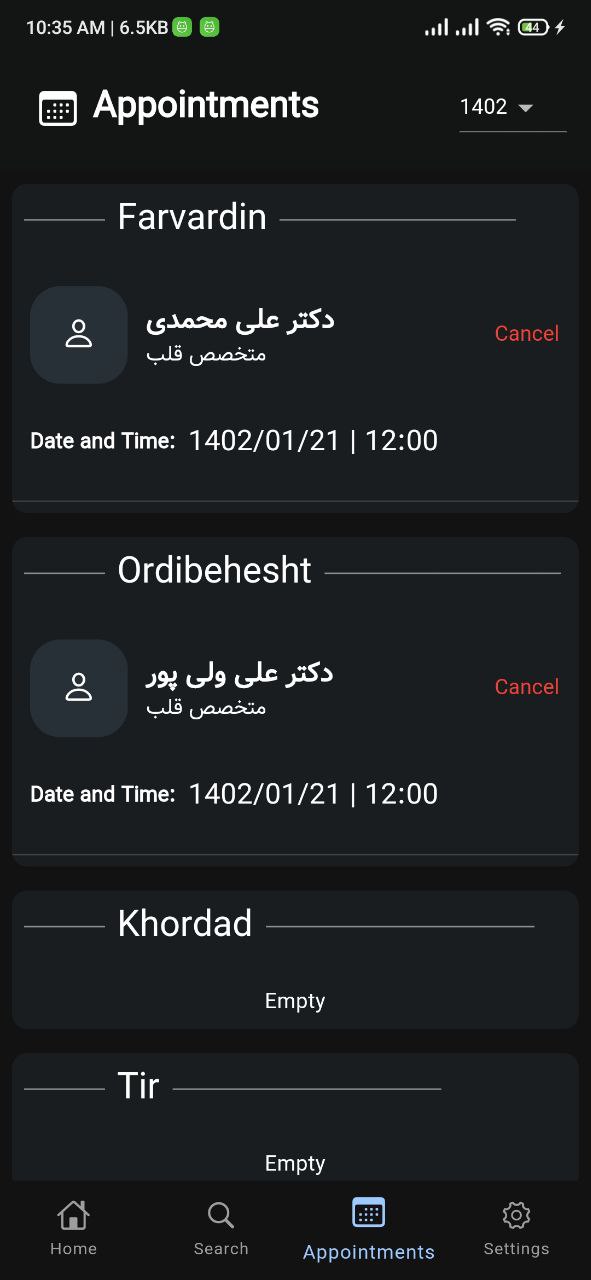 10:35 AM | 6.5KB 44
Appointments 1402
Farvardin
دکتر علی محمدی
متخصص قلب
Cancel
Date and Time: 1402/01/21 | 12:00
Ordibehesht
دکتر علی ولی پور
متخصص قلب
Cancel
Date and Time: 1402/01/21 | 12:00
Khordad
Empty
Tir
Empty
Home Search Appointments Settings